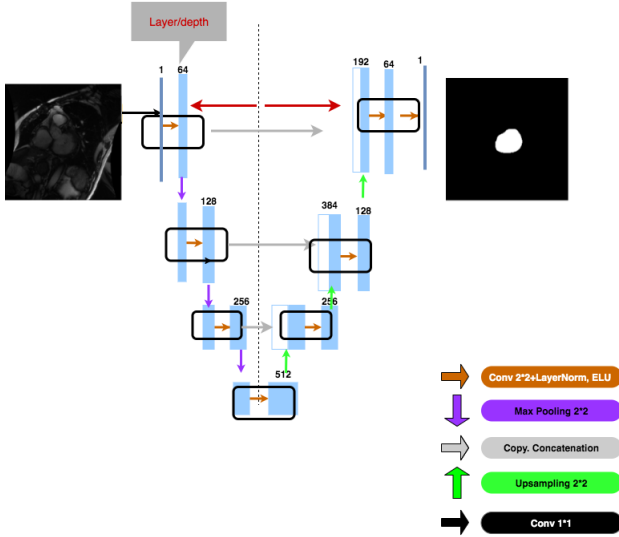 Layer/depth
1
64
192
64
1
128
384
128
256
256
512
Conv 2*2+LayerNorm, ELU
Max Pooling 2*2
Copy. Concatenation
Upsampling 2*2
Conv 1*1